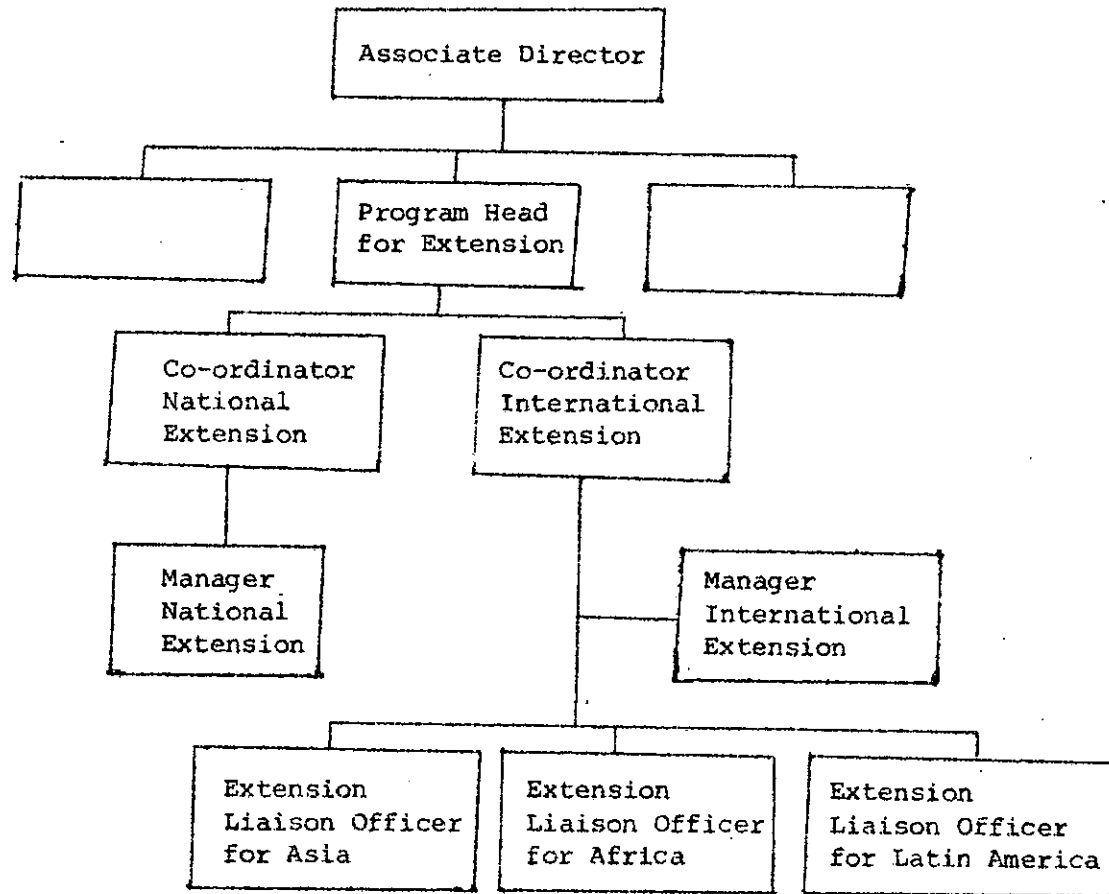 Associate Director
Program Head
for Extension
Co-ordinator
National
Extension
Co-ordinator
International
Extension
Manager
National
Extension
Manager
International
Extension
Extension
Liaison Officer
for Asia
Extension
Liaison Officer
for Africa
Extension
Liaison Officer
for Latin America